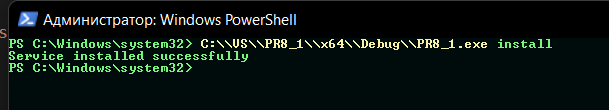 Администратор: Windows PowerShell
PS C:\Windows\system32> C:\\VS\\PR8_1\\x64\\Debug\\PR8_1.exe install
Service installed successfully
PS C:\Windows\system32>